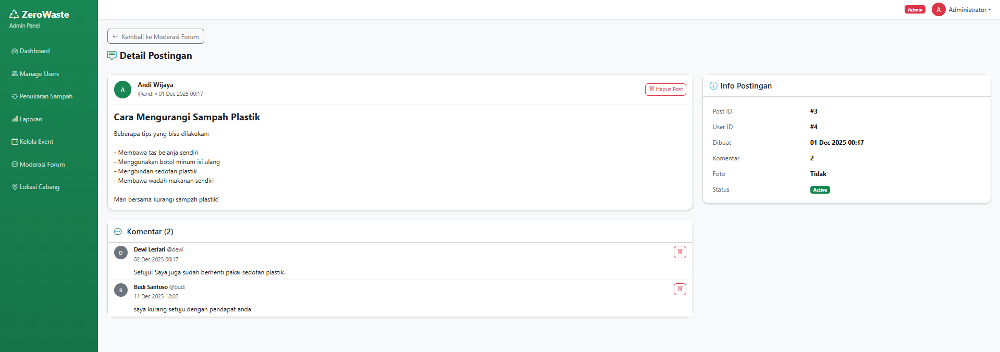 ZeroWaste
Admin Panel
Dashboard
Manage Users
Penukaran Sampah
Laporan
Kelola Event
Moderasi Forum
Lokasi Cabang
Admin
A
Administrator
← Kembali ke Moderasi Forum
Detail Postingan
A
Andi Wijaya
@andi • 01 Dec 2025 00:17
Hapus Post
Cara Mengurangi Sampah Plastik
Beberapa tips yang bisa dilakukan:
- Membawa tas belanja sendiri
- Menggunakan botol minum isi ulang
- Menghindari sedotan plastik
- Membawa wadah makanan sendiri
Mari bersama kurangi sampah plastik!
Komentar (2)
D
Dewi Lestari @dewi
02 Dec 2025 00:17
Setuju! Saya juga sudah berhenti pakai sedotan plastik.
B
Budi Santoso @budi
11 Dec 2025 12:02
saya kurang setuju dengan pendapat anda
Info Postingan
Post ID #3
User ID #4
Dibuat 01 Dec 2025 00:17
Komentar 2
Foto Tidak
Status Active